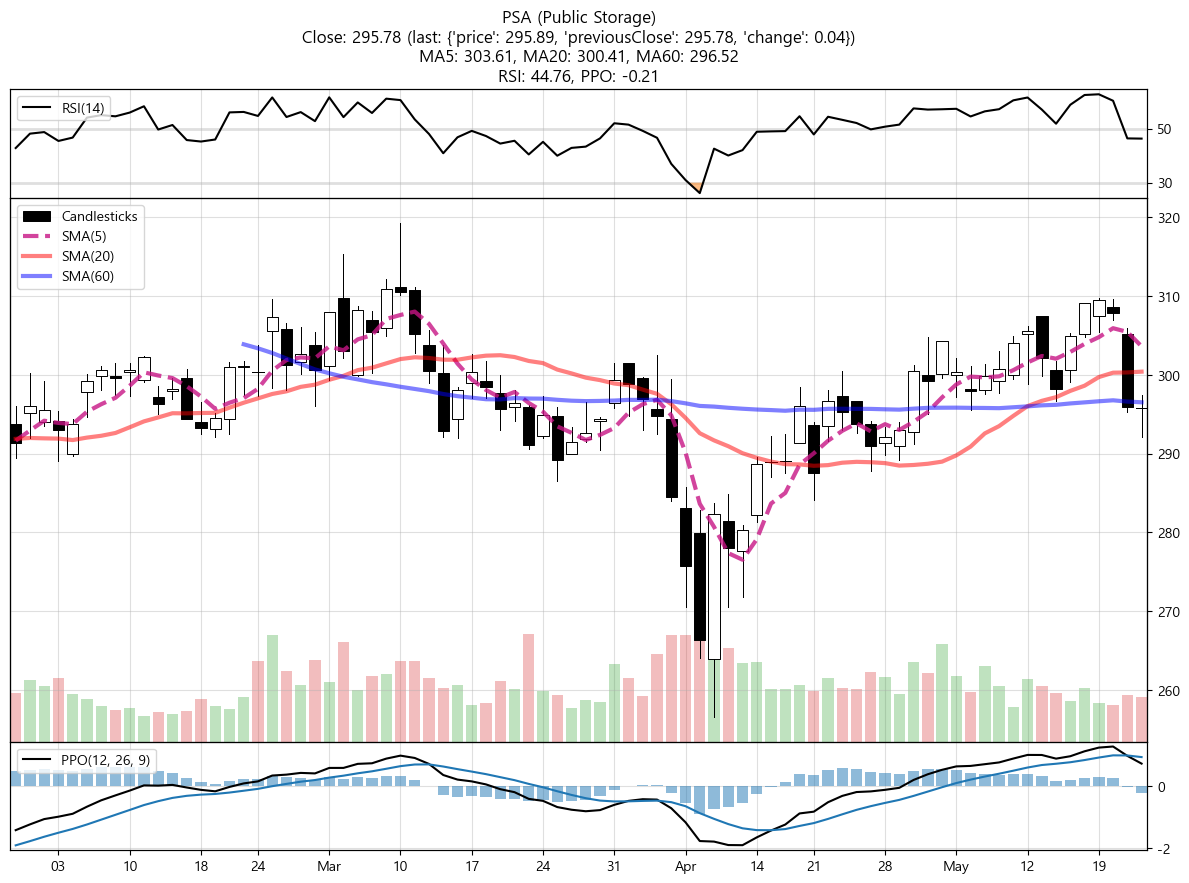 PSA (Public Storage)
Close: 295.78 (last: {'price': 295.89, 'previousClose': 295.78, 'change': 0.04})
MA5: 303.61, MA20: 300.41, MA60: 296.52
RSI: 44.76, PPO: -0.21
RSI(14)
50
30
Candlesticks
SMA(5)
SMA(20)
SMA(60)
320
310
300
290
280
270
260
PPO(12, 26, 9)
0
-2
03 10 18 24 Mar 10 17 24 31 Apr 14 21 28 May 12 19